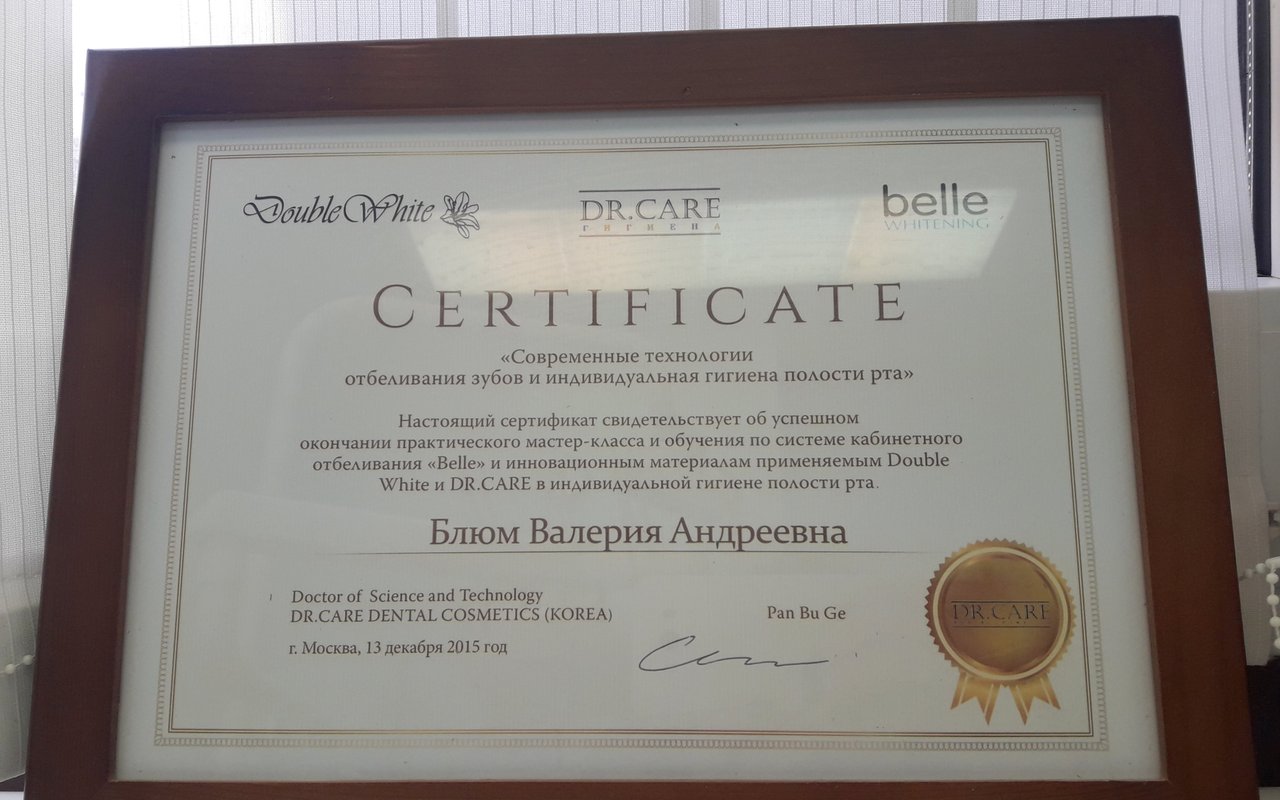 Double White
DR.CARE
ГИГИЕНА
belle
WHITENING
CERTIFICATE
«Современные технологии
отбеливания зубов и индивидуальная гигиена полости рта»
Настоящий сертификат свидетельствует об успешном
окончании практического мастер-класса и обучения по системе кабинетного
отбеливания «Belle» и инновационным материалам применяемым Double
White и DR.CARE в индивидуальной гигиене полости рта.
Блюм Валерия Андреевна
Doctor of Science and Technology
DR.CARE DENTAL COSMETICS (KOREA)
Pan Bu Ge
г. Москва, 13 декабря 2015 год
DR.CARE